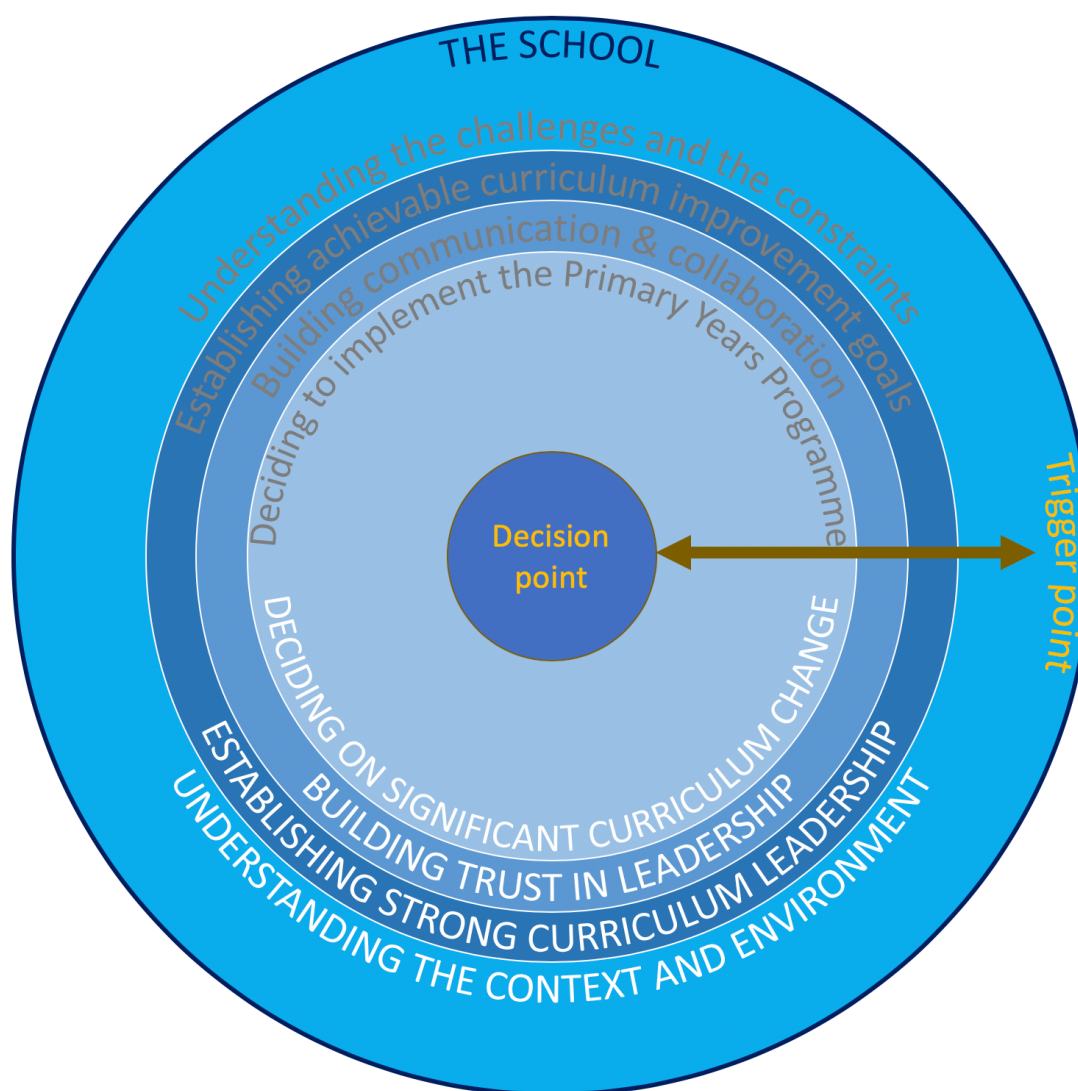 THE SCHOOL
Understanding the challenges and the constraints
Establishing achievable curriculum improvement goals
Building communication & collaboration
Deciding to implement the Primary Years Programme
Decision
point
Trigger point
DECIDING ON SIGNIFICANT CURRICULUM CHANGE
BUILDING TRUST IN LEADERSHIP
ESTABLISHING STRONG CURRICULUM LEADERSHIP
UNDERSTANDING THE CONTEXT AND ENVIRONMENT